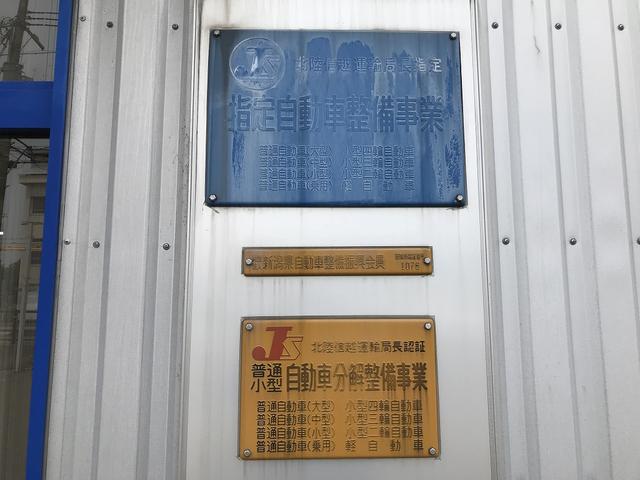 JS 北陸信越運輸局長指定
指定自動車整備事業
普通自動車(大型) 小型四輪自動車
普通自動車(中型) 小型三輪自動車
普通自動車(小型) 小型二輪自動車
普通自動車(乗用) 軽自動車
新潟県自動車整備振興会員
1076
JS 北陸信越運輸局長認証
普通
小型 自動車分解整備事業
普通自動車(大型) 小型四輪自動車
普通自動車(中型) 小型三輪自動車
普通自動車(小型) 小型二輪自動車
普通自動車(乗用) 軽自動車